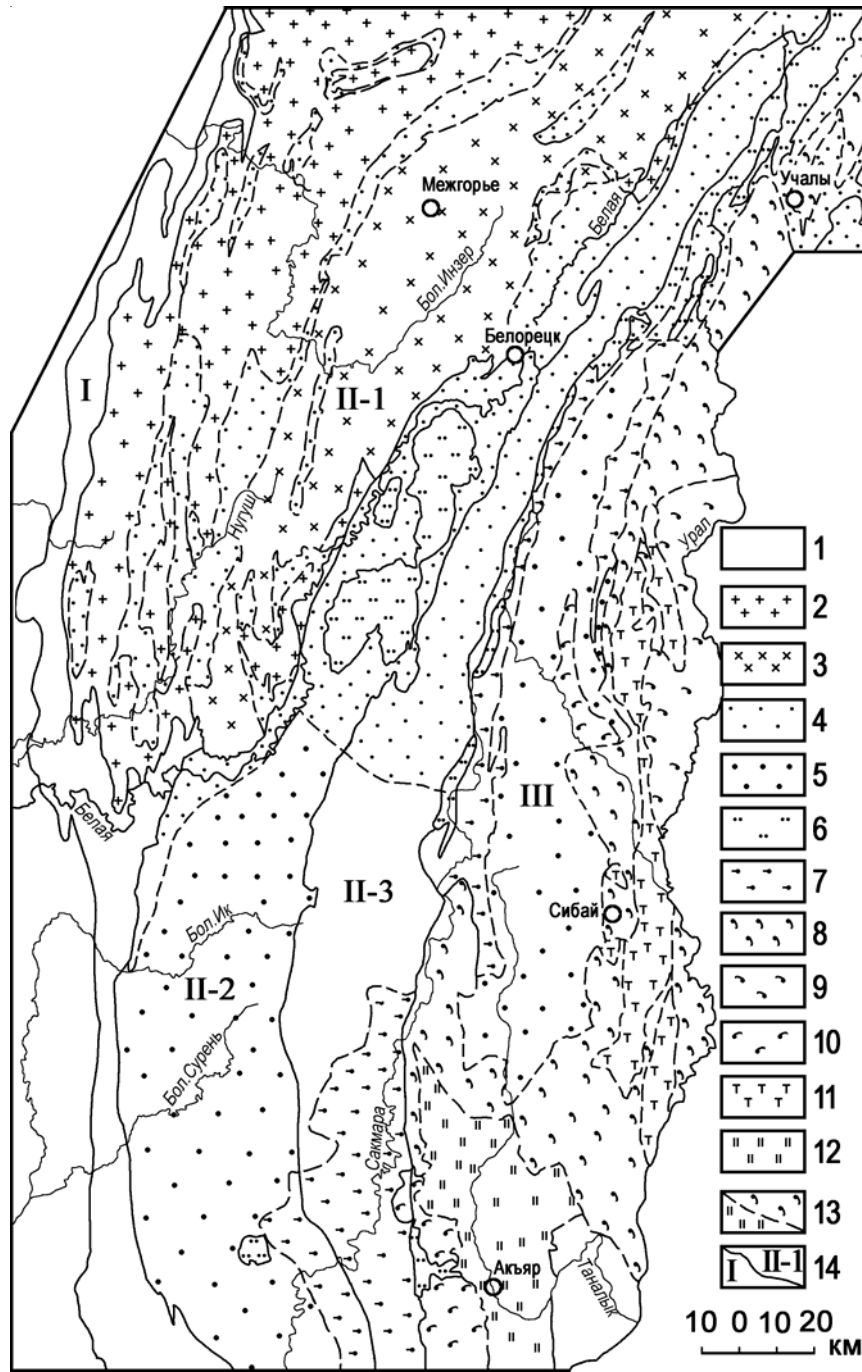 Межгорье
Учалы
Белая
Бол.Инзер
Белорецк
I
II-1
Нугуш
Урал
1
2
3
4
5
6
7
8
9
10
11
12
13
I II-1 14
III
Белая
II-3
Сибай
Бол.Ик
II-2
Бол.Сурень
Сакмара
Акъяр
Таналык
10 0 10 20
км